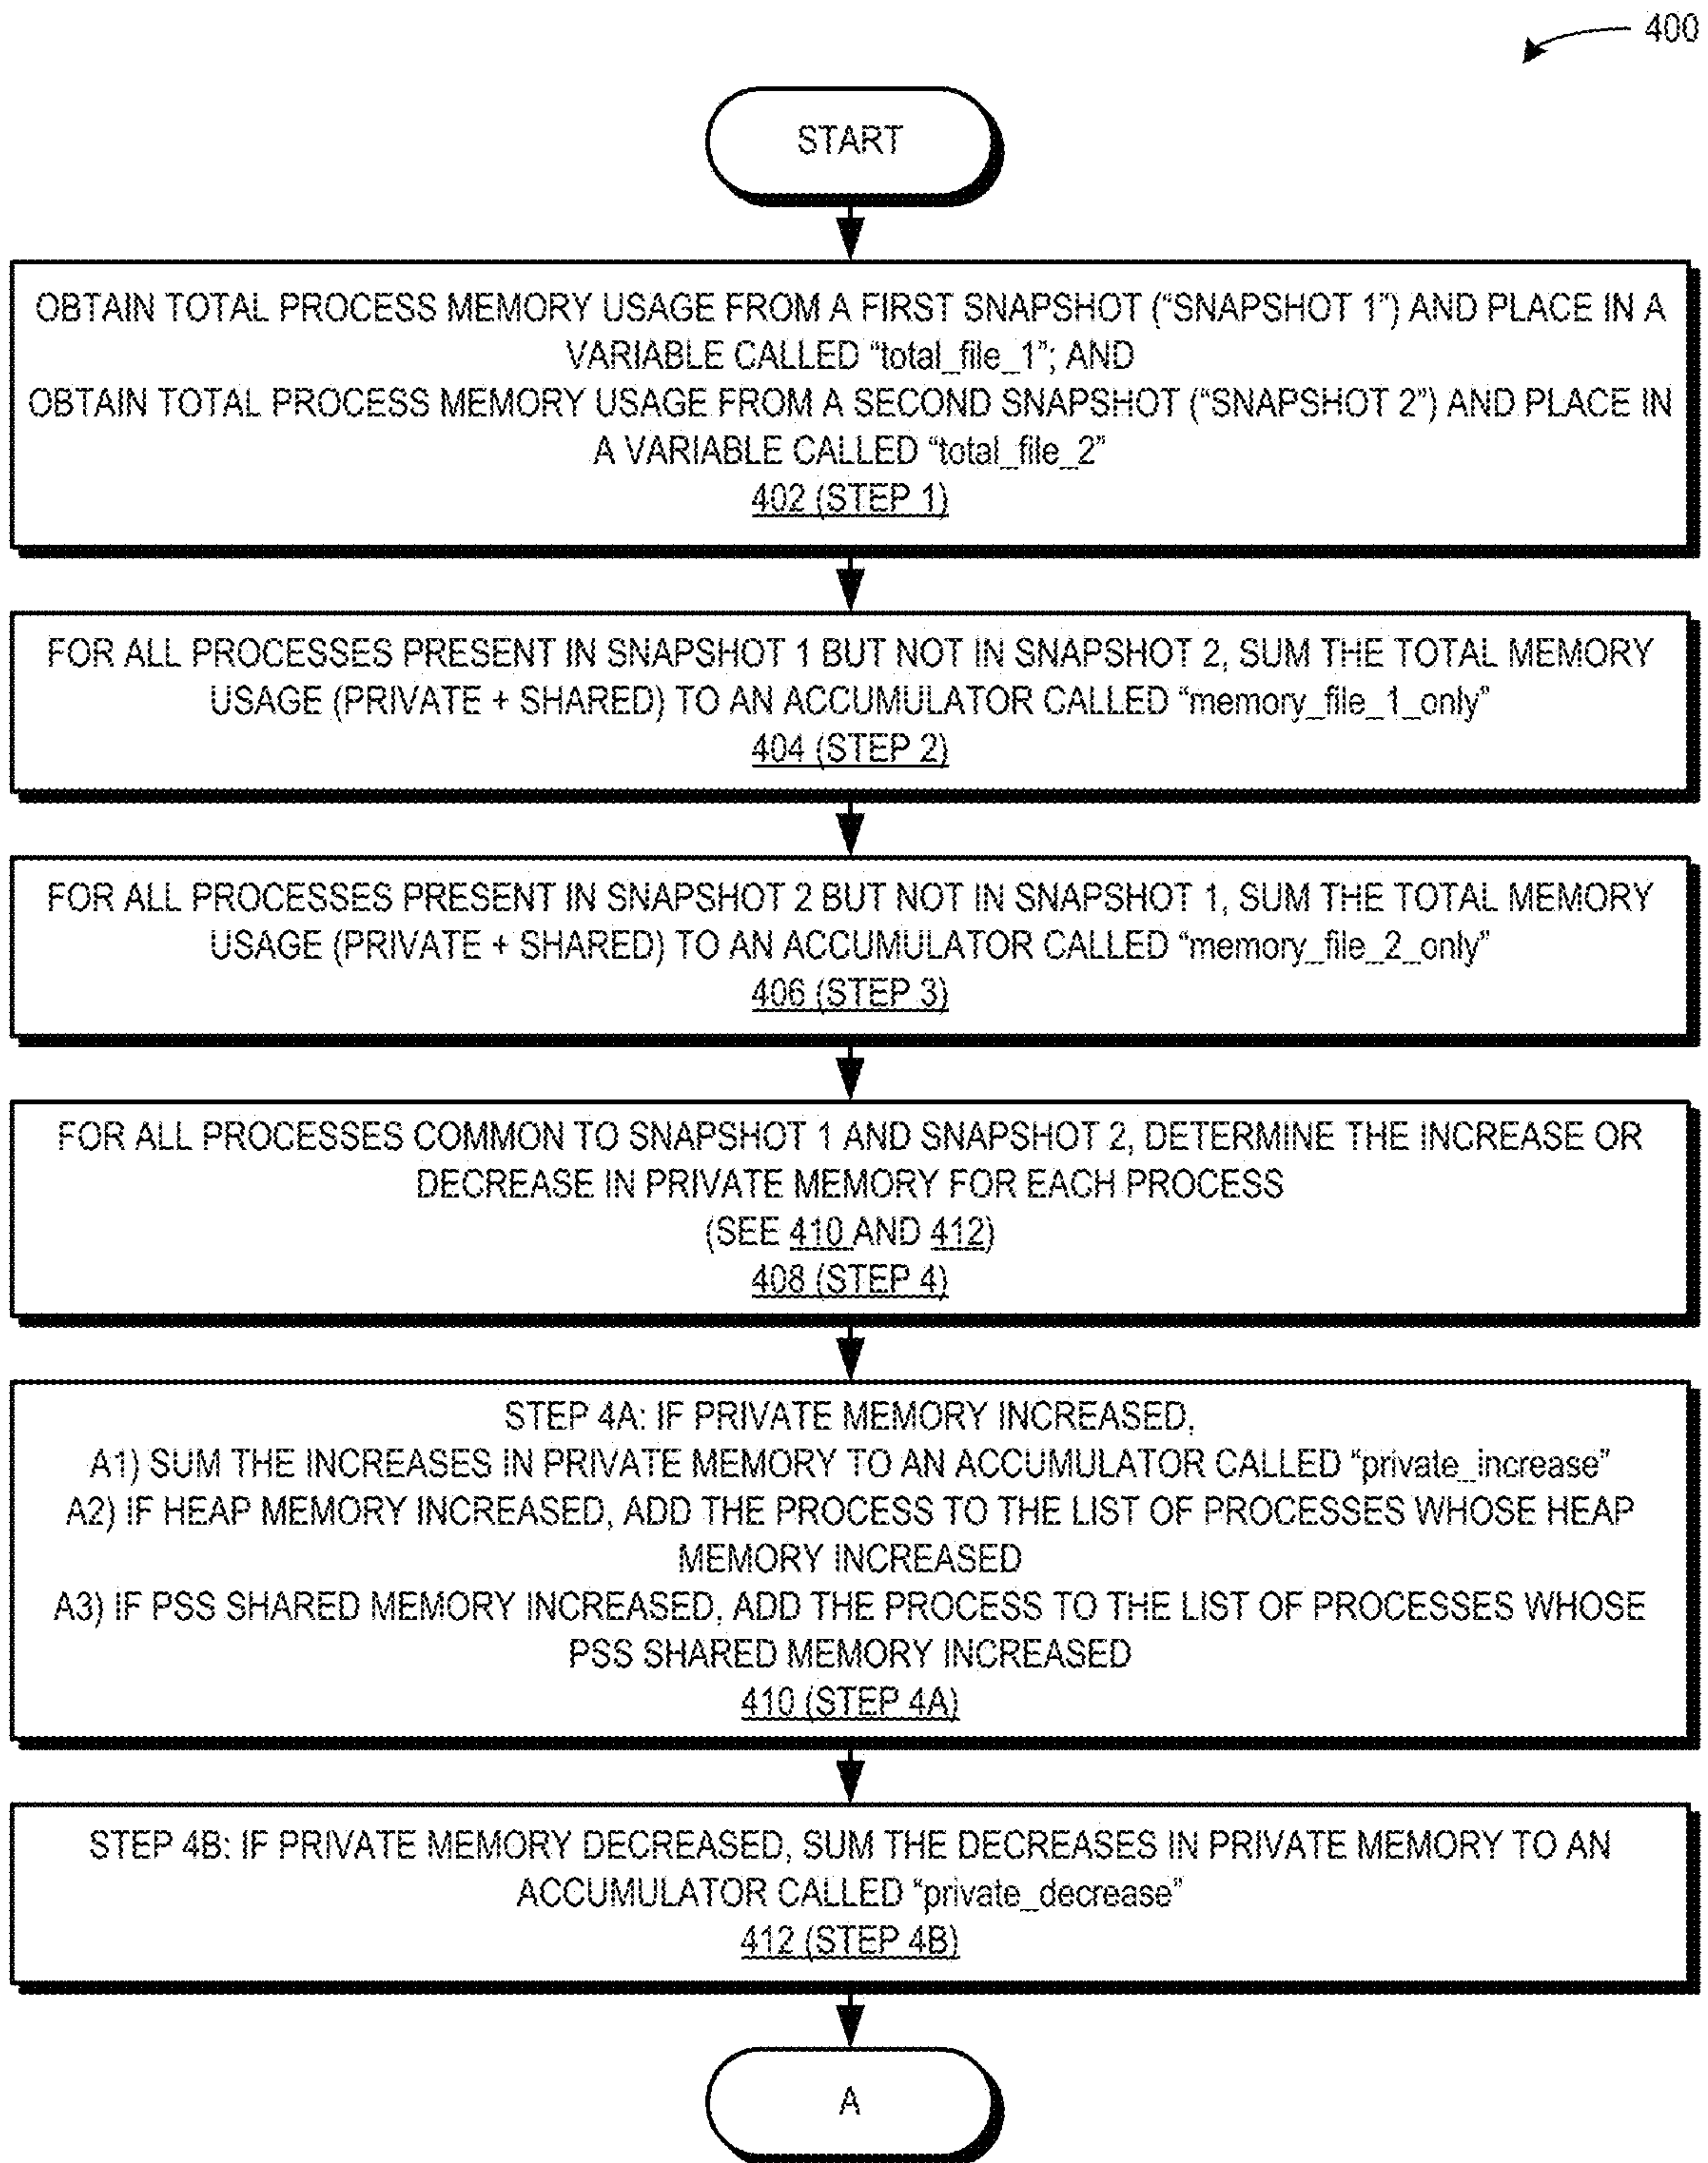 400
START
OBTAIN TOTAL PROCESS MEMORY USAGE FROM A FIRST SNAPSHOT (“SNAPSHOT 1”) AND PLACE IN A
VARIABLE CALLED “total_file_1”; AND
OBTAIN TOTAL PROCESS MEMORY USAGE FROM A SECOND SNAPSHOT (“SNAPSHOT 2”) AND PLACE IN
A VARIABLE CALLED “total_file_2”
402 (STEP 1)
FOR ALL PROCESSES PRESENT IN SNAPSHOT 1 BUT NOT IN SNAPSHOT 2, SUM THE TOTAL MEMORY
USAGE (PRIVATE + SHARED) TO AN ACCUMULATOR CALLED “memory_file_1_only”
404 (STEP 2)
FOR ALL PROCESSES PRESENT IN SNAPSHOT 2 BUT NOT IN SNAPSHOT 1, SUM THE TOTAL MEMORY
USAGE (PRIVATE + SHARED) TO AN ACCUMULATOR CALLED “memory_file_2_only”
406 (STEP 3)
FOR ALL PROCESSES COMMON TO SNAPSHOT 1 AND SNAPSHOT 2, DETERMINE THE INCREASE OR
DECREASE IN PRIVATE MEMORY FOR EACH PROCESS
(SEE 410 AND 412)
408 (STEP 4)
STEP 4A: IF PRIVATE MEMORY INCREASED,
A1) SUM THE INCREASES IN PRIVATE MEMORY TO AN ACCUMULATOR CALLED “private_increase”
A2) IF HEAP MEMORY INCREASED, ADD THE PROCESS TO THE LIST OF PROCESSES WHOSE HEAP
MEMORY INCREASED
A3) IF PSS SHARED MEMORY INCREASED, ADD THE PROCESS TO THE LIST OF PROCESSES WHOSE
PSS SHARED MEMORY INCREASED
410 (STEP 4A)
STEP 4B: IF PRIVATE MEMORY DECREASED, SUM THE DECREASES IN PRIVATE MEMORY TO AN
ACCUMULATOR CALLED “private_decrease”
412 (STEP 4B)
A